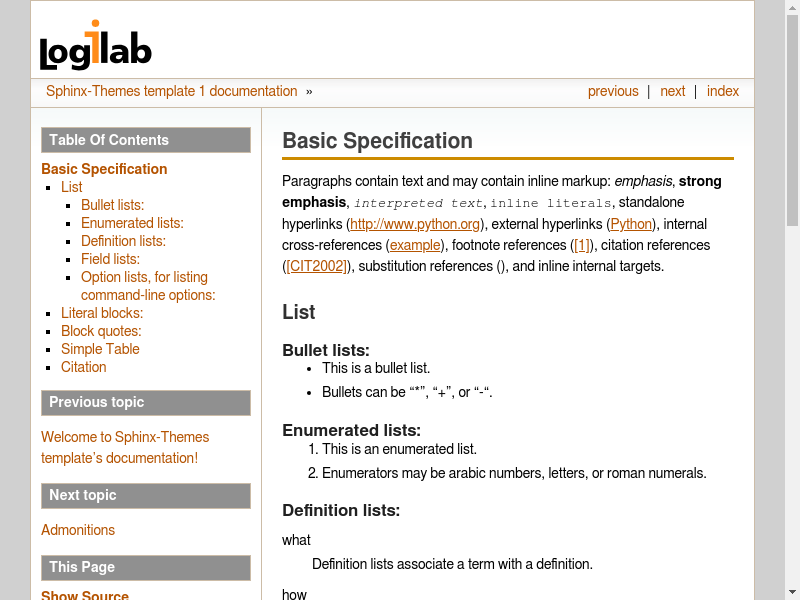 Logilab
Sphinx-Themes template 1 documentation »
previous | next | index
Table Of Contents
Basic Specification
List
Bullet lists:
Enumerated lists:
Definition lists:
Field lists:
Option lists, for listing
command-line options:
Literal blocks:
Block quotes:
Simple Table
Citation
Previous topic
Welcome to Sphinx-Themes
template's documentation!
Next topic
Admonitions
This Page
Show Source
Basic Specification
Paragraphs contain text and may contain inline markup: emphasis, strong
emphasis, interpreted text, inline literals, standalone
hyperlinks (http://www.python.org), external hyperlinks (Python), internal
cross-references (example), footnote references ([1]), citation references
([CIT2002]), substitution references (), and inline internal targets.
List
Bullet lists:
• This is a bullet list.
• Bullets can be “*”, “+”, or “-“.
Enumerated lists:
1. This is an enumerated list.
2. Enumerators may be arabic numbers, letters, or roman numerals.
Definition lists:
what
Definition lists associate a term with a definition.
how